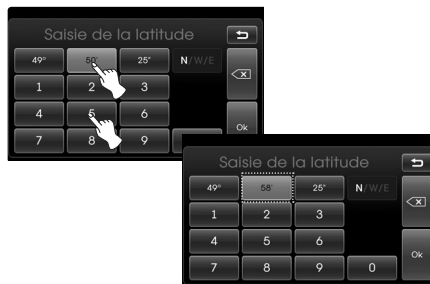 Saisie de la latitude
49° 50' 25" N/W/E
1 2 3
4 5 6 Ok
7 8 9
Saisie de la latitude
49° 58' 25" N/W/E
1 2 3
4 5 6 Ok
7 8 9 0